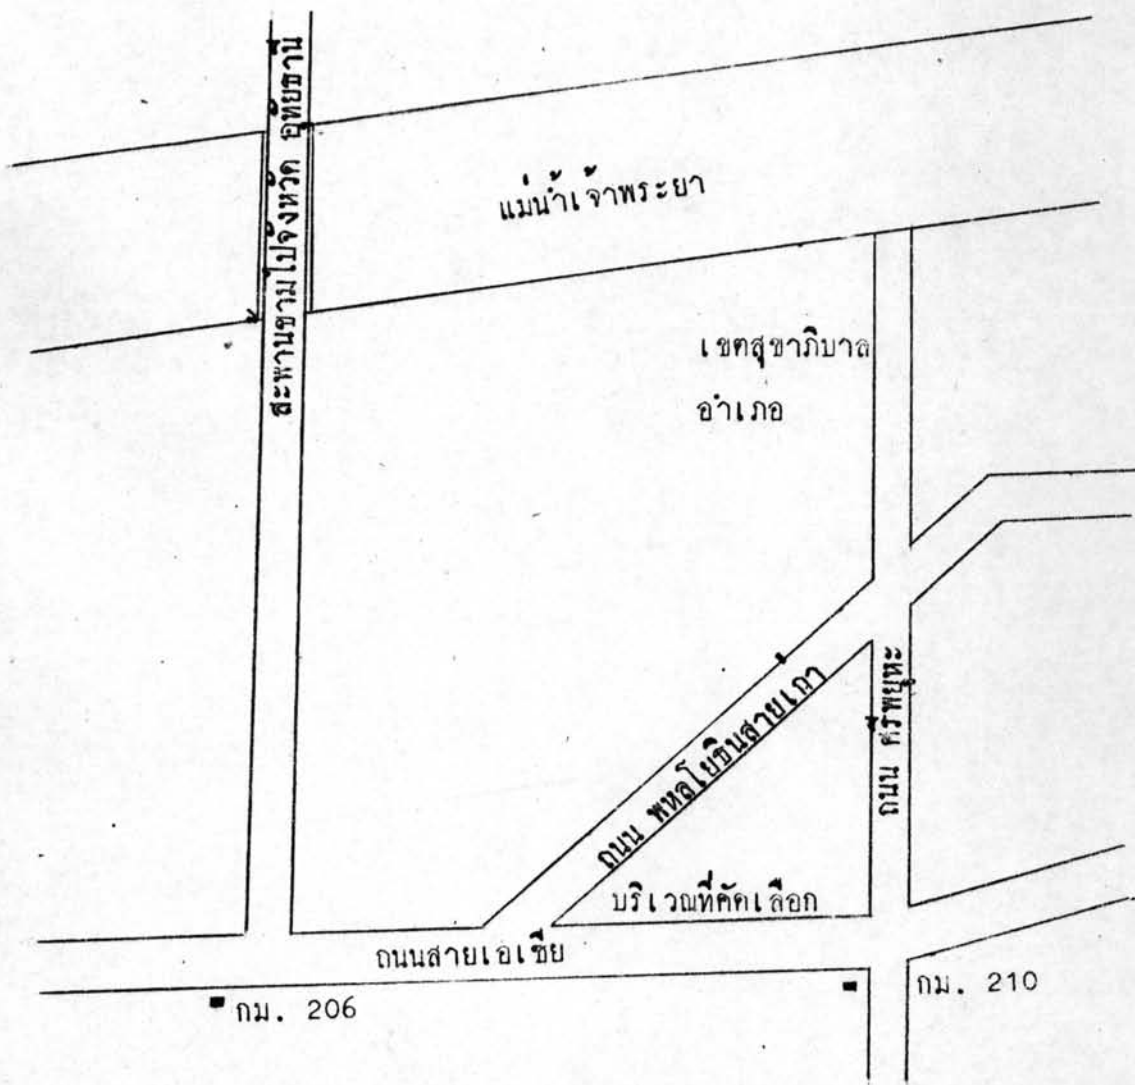 สะพานขามไปจังหวัด อุทัยธานี
แม่น้ำเจ้าพระยา
เขตสุขาภิบาล
อำเภอ
ถนน พหลโยธินสายเกา
ถนน ศรีพยุหะ
บริเวณที่คัดเลือก
ถนนสายเอเซีย
กม. 206
กม. 210